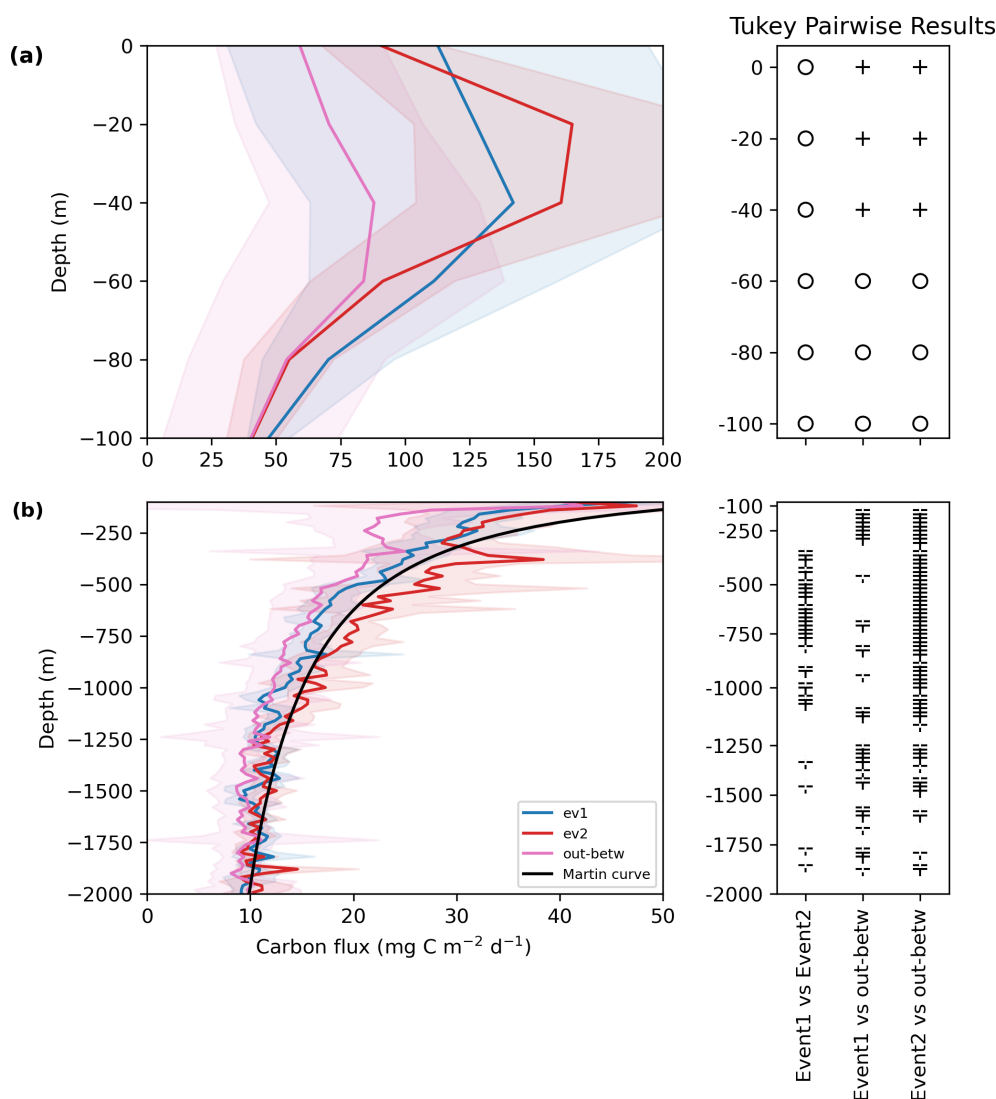 Tukey Pairwise Results
(a)
0
−20
−40
−60
−80
−100
Depth (m)
0 25 50 75 100 125 150 175 200
0
-20
-40
-60
-80
-100
(b)
−250
−500
−750
−1000
−1250
−1500
−1750
−2000
Depth (m)
0 10 20 30 40 50
Carbon flux (mg C m⁻² d⁻¹)
ev1
ev2
out-betw
Martin curve
-100
-250
-500
-750
-1000
-1250
-1500
-1750
-2000
Event1 vs Event2
Event1 vs out-betw
Event2 vs out-betw